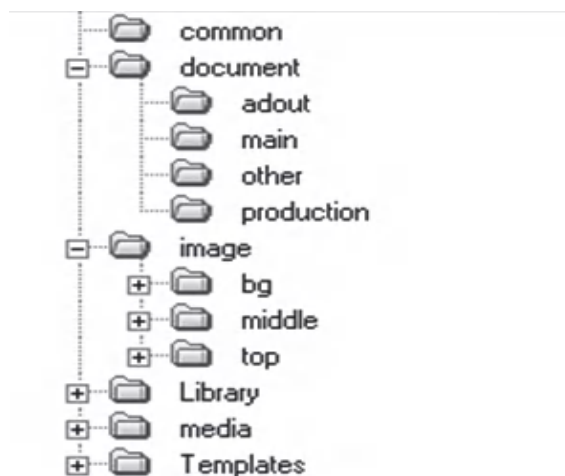 common
document
adout
main
other
production
image
bg
middle
top
Library
media
Templates